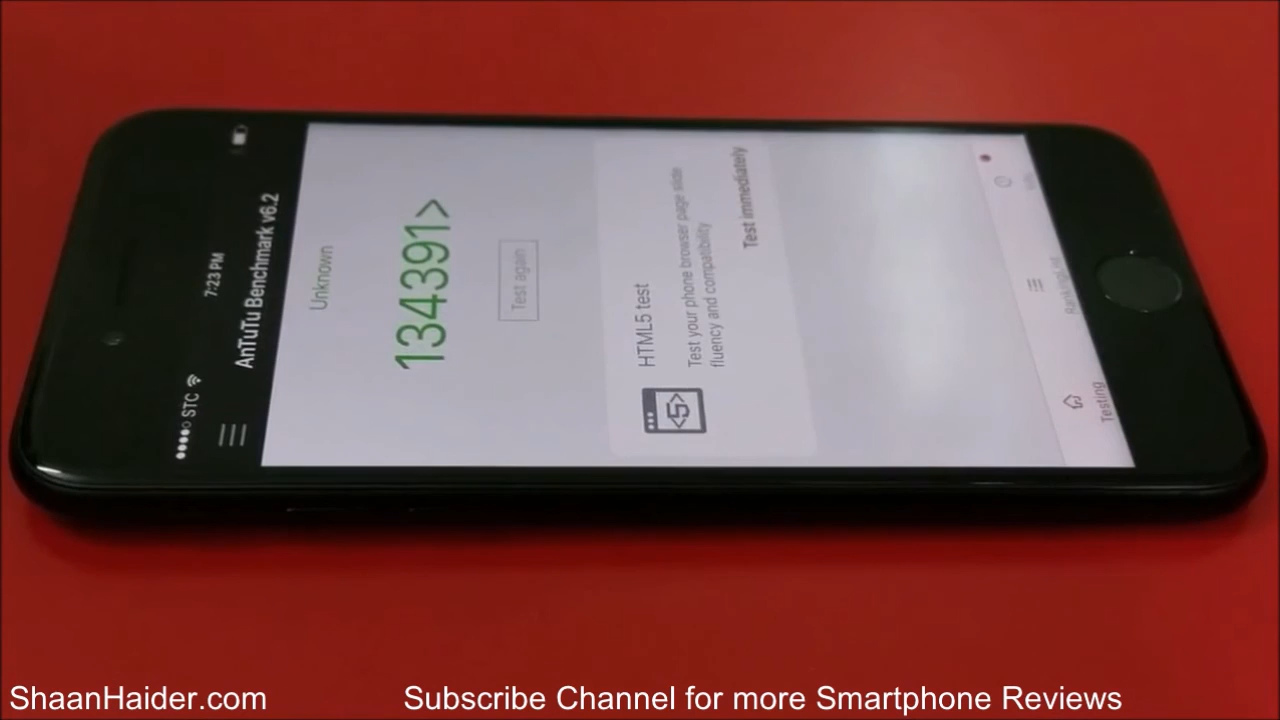 ●●●●○ STC
7:23 PM
AnTuTu Benchmark v6.2
Unknown
134391>
Test again
HTML5 test
Test your phone browser page slide
fluency and compatibility
Test immediately
<5>
Testing
Ranking
ShaanHaider.com
Subscribe Channel for more Smartphone Reviews